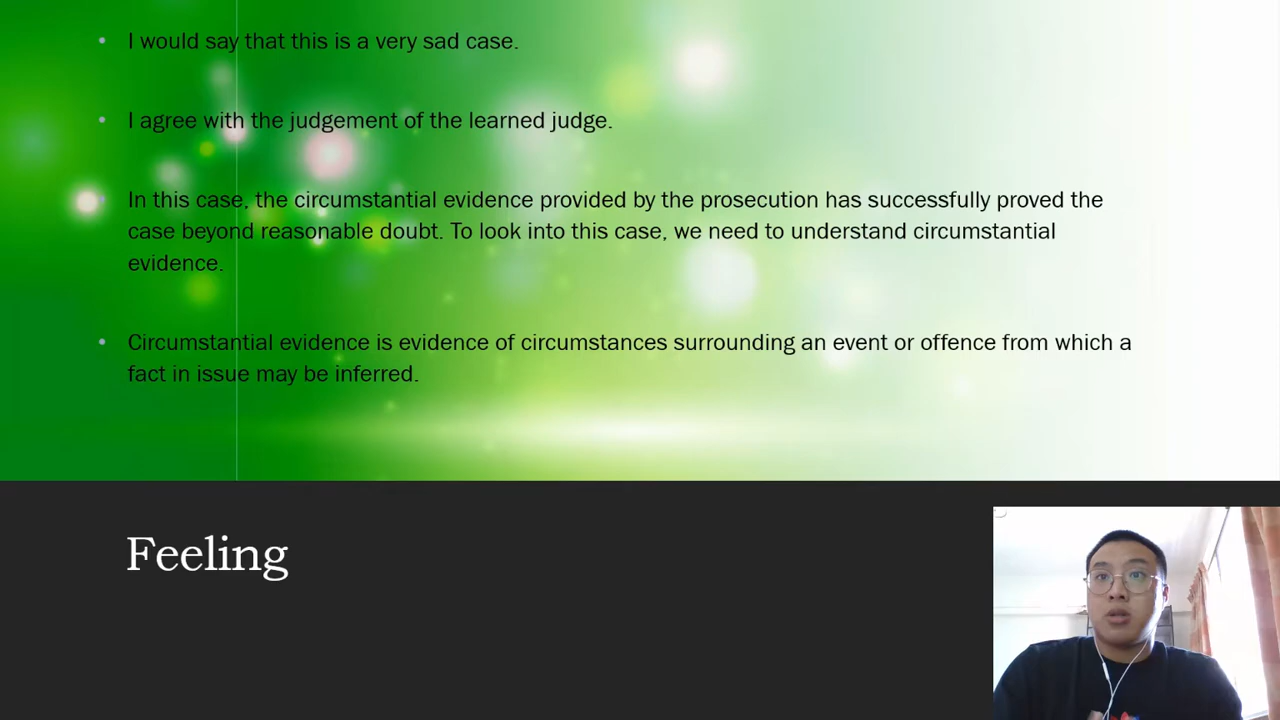 I would say that this is a very sad case.
I agree with the judgement of the learned judge.
In this case, the circumstantial evidence provided by the prosecution has successfully proved the
case beyond reasonable doubt. To look into this case, we need to understand circumstantial
evidence.
Circumstantial evidence is evidence of circumstances surrounding an event or offence from which a
fact in issue may be inferred.
Feeling